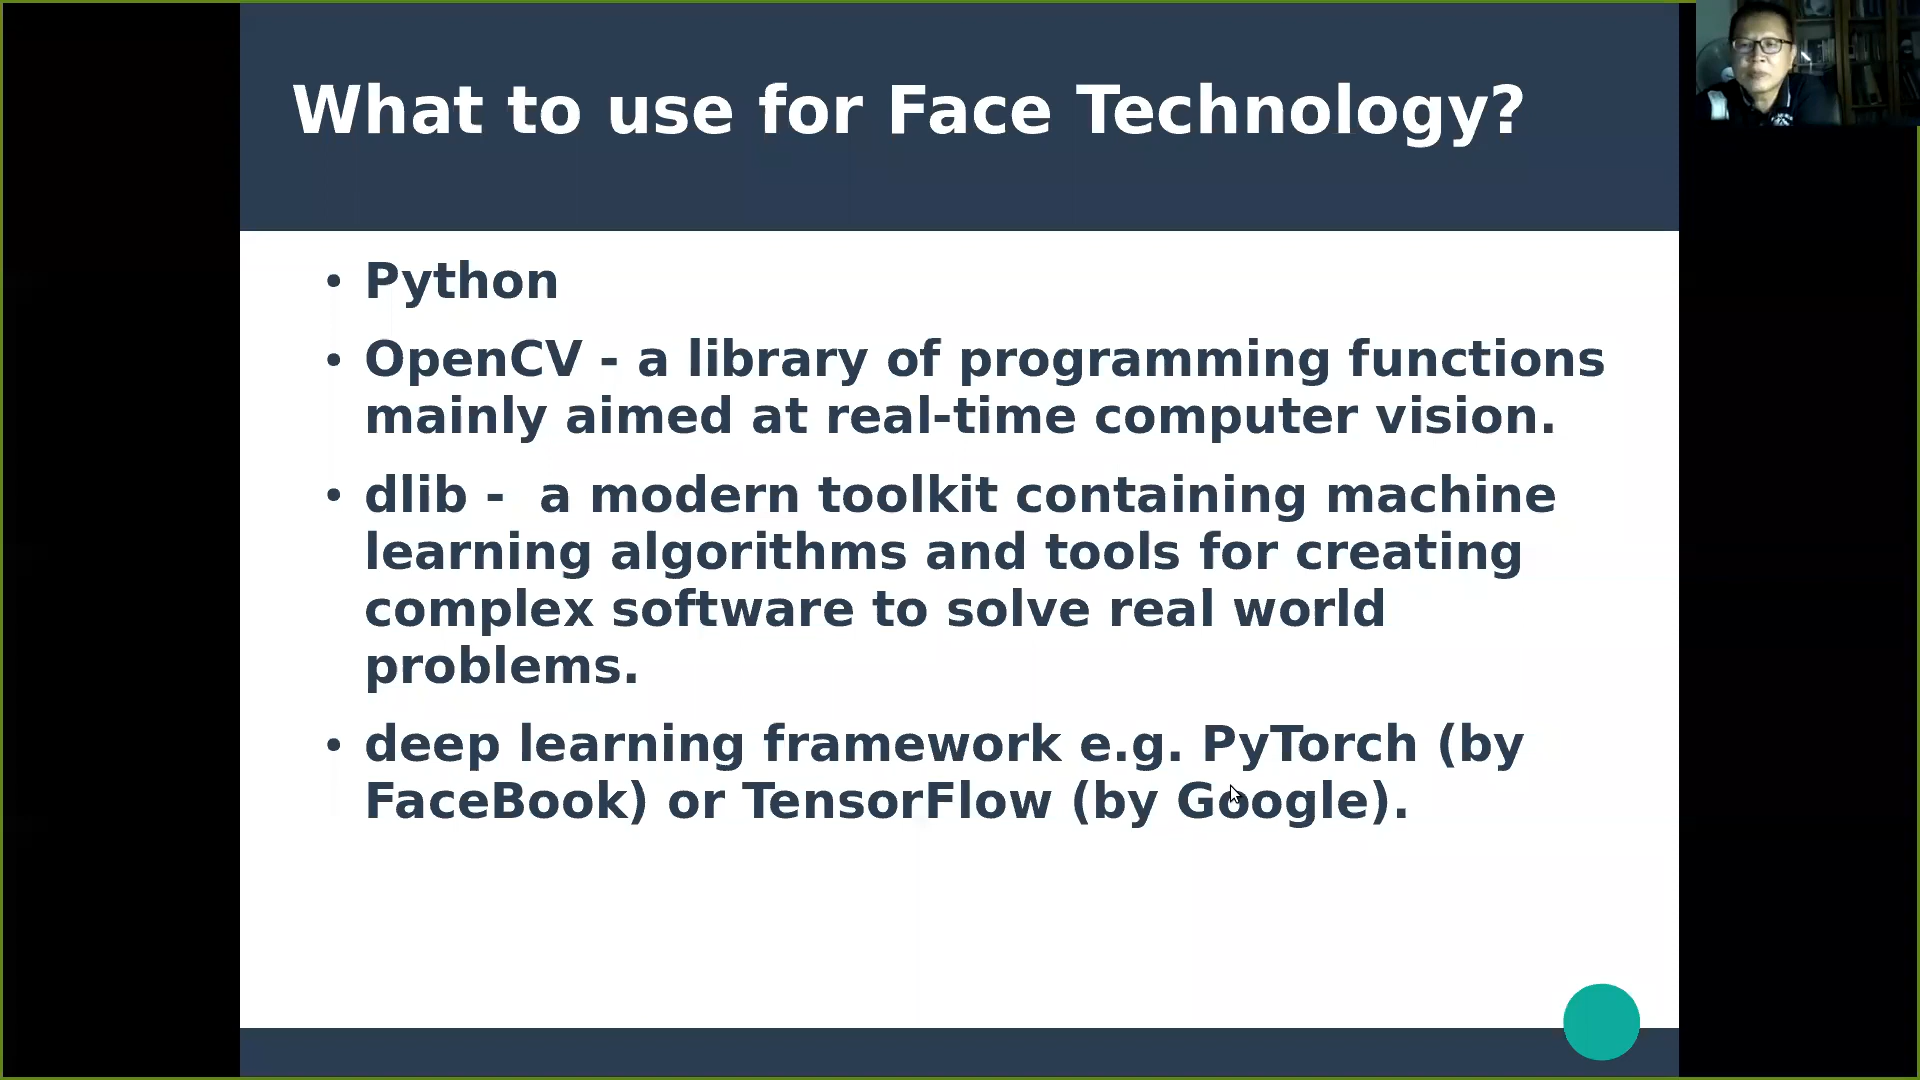 What to use for Face Technology?
• Python
• OpenCV - a library of programming functions
mainly aimed at real-time computer vision.
• dlib -  a modern toolkit containing machine
learning algorithms and tools for creating
complex software to solve real world
problems.
• deep learning framework e.g. PyTorch (by
FaceBook) or TensorFlow (by Google).